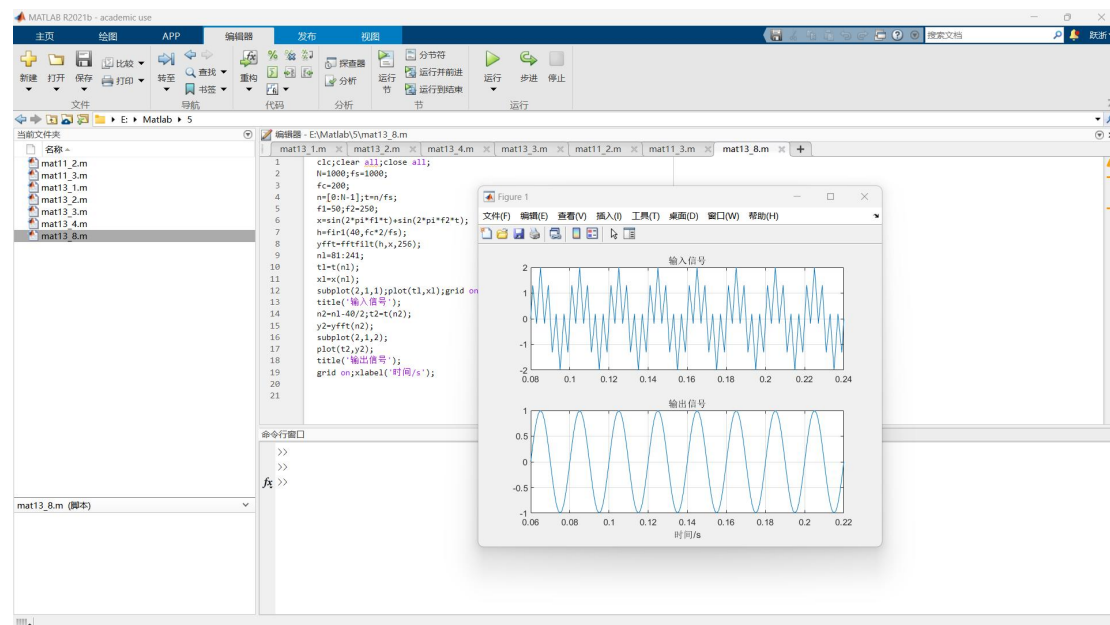 MATLAB R2021b - academic use
主页 绘图 APP 编辑器 发布 视图 搜索文档
新建 打开 保存 比较 打印 转至 查找 书签 重构 探查器 分析 运行节 分节符 运行并前进 运行到结束 运行 步进 停止
文件 导航 代码 分析 节 运行
E: Matlab 5
当前文件夹
名称
mat11_2.m
mat11_3.m
mat13_1.m
mat13_2.m
mat13_3.m
mat13_4.m
mat13_8.m
mat13_8.m (脚本)
编辑器 - E:\Matlab\5\mat13_8.m
mat13_1.m mat13_2.m mat13_4.m mat13_3.m mat11_2.m mat11_3.m mat13_8.m
1 clc;clear all;close all;
2 N=1000;fs=1000;
3 fc=200;
4 n=[0:N-1];t=n/fs;
5 f1=50;f2=250;
6 x=sin(2*pi*f1*t)+sin(2*pi*f2*t);
7 h=fir1(40,fc*2/fs);
8 yfft=fftfilt(h,x,256);
9 n1=81:241;
10 t1=t(n1);
11 x1=x(n1);
12 subplot(2,1,1);plot(t1,x1);grid on
13 title('输入信号');
14 n2=n1-40/2;t2=t(n2);
15 y2=yfft(n2);
16 subplot(2,1,2);
17 plot(t2,y2);
18 title('输出信号');
19 grid on;xlabel('时间/s');
20
21
命令行窗口
>>
>>
fx >>
Figure 1
文件(F) 编辑(E) 查看(V) 插入(I) 工具(T) 桌面(D) 窗口(W) 帮助(H)
输入信号
2
1
0
-1
-2
0.08 0.1 0.12 0.14 0.16 0.18 0.2 0.22 0.24
输出信号
1
0.5
0
-0.5
-1
0.06 0.08 0.1 0.12 0.14 0.16 0.18 0.2 0.22
时间/s